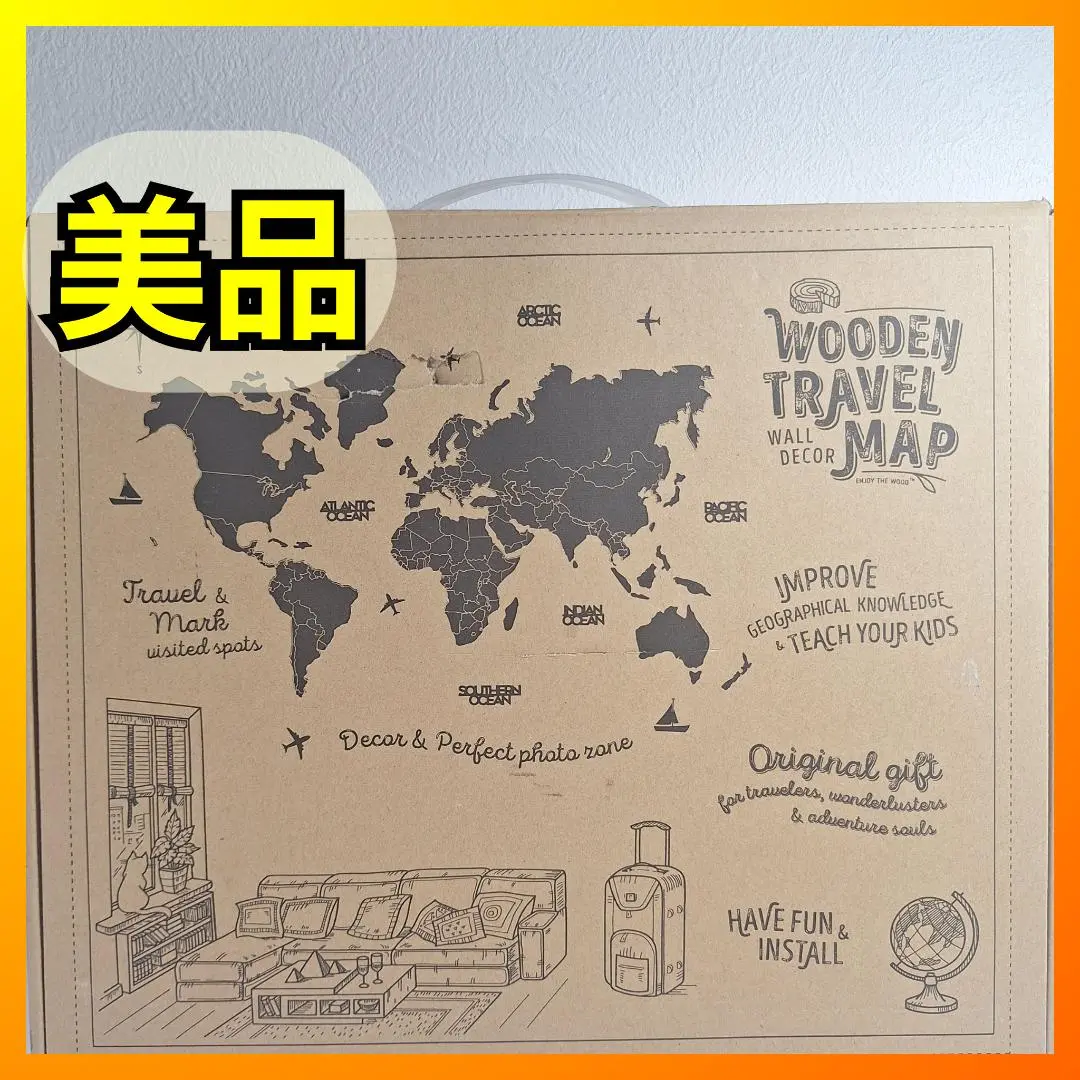 美品
S
ARCTIC
OCEAN
WOODEN
TRAVEL
WALL
DECOR
MAP
ENJOY THE WOOD™
ATLANTIC
OCEAN
PACIFIC
OCEAN
Travel &
Mark
visited spots
INDIAN
OCEAN
IMPROVE
GEOGRAPHICAL KNOWLEDGE
& TEACH YOUR KIDS
SOUTHERN
OCEAN
Decor & Perfect photo zone
Original gift
for travelers, wonderlusters
& adventure souls
HAVE FUN &
INSTALL